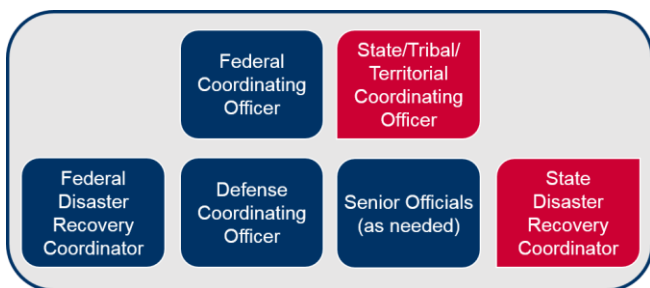 Federal
Coordinating
Officer
State/Tribal/
Territorial
Coordinating
Officer
Federal
Disaster
Recovery
Coordinator
Defense
Coordinating
Officer
Senior Officials
(as needed)
State
Disaster
Recovery
Coordinator